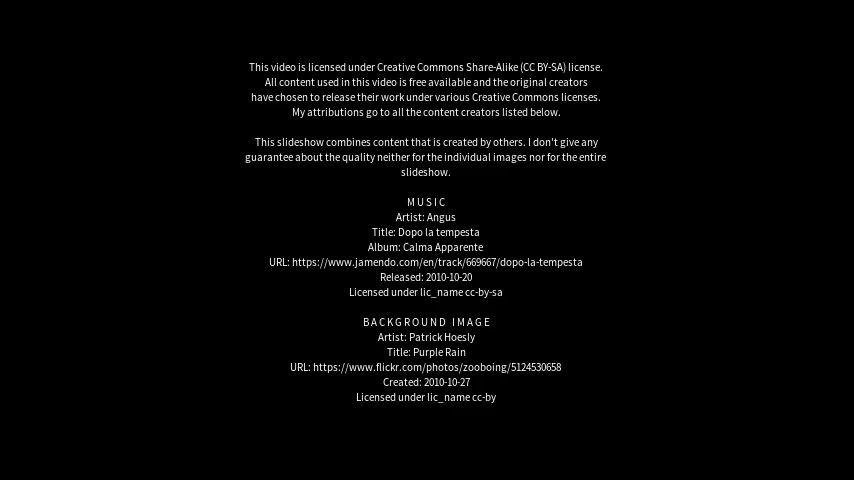 This video is licensed under Creative Commons Share-Alike (CC BY-SA) license.
All content used in this video is free available and the original creators
have chosen to release their work under various Creative Commons licenses.
My attributions go to all the content creators listed below.
This slideshow combines content that is created by others. I don't give any
guarantee about the quality neither for the individual images nor for the entire
slideshow.
MUSIC
Artist: Angus
Title: Dopo la tempesta
Album: Calma Apparente
URL: https://www.jamendo.com/en/track/669667/dopo-la-tempesta
Released: 2010-10-20
Licensed under lic_name cc-by-sa
BACKGROUND IMAGE
Artist: Patrick Hoesly
Title: Purple Rain
URL: https://www.flickr.com/photos/zooboing/5124530658
Created: 2010-10-27
Licensed under lic_name cc-by